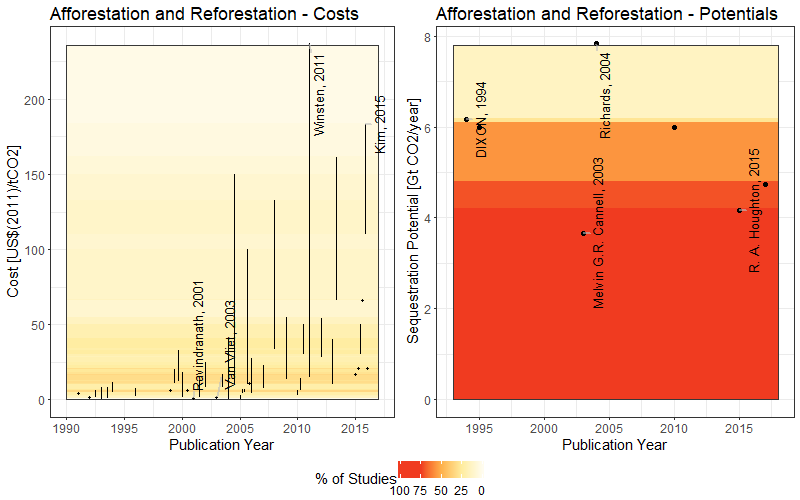 Afforestation and Reforestation - Costs
Cost [US$(2011)/tCO2]
200
150
100
50
0
Winsten, 2011
Kim, 2015
Ravindranath, 2001
Van Vliet, 2003
1990
1995
2000
2005
2010
2015
Publication Year
Afforestation and Reforestation - Potentials
Sequestration Potential [Gt CO2/year]
8
6
4
2
0
DIXON, 1994
Richards, 2004
Melvin G.R. Cannell, 2003
R. A. Houghton, 2015
1995
2000
2005
2010
2015
Publication Year
% of Studies
100 75 50 25 0